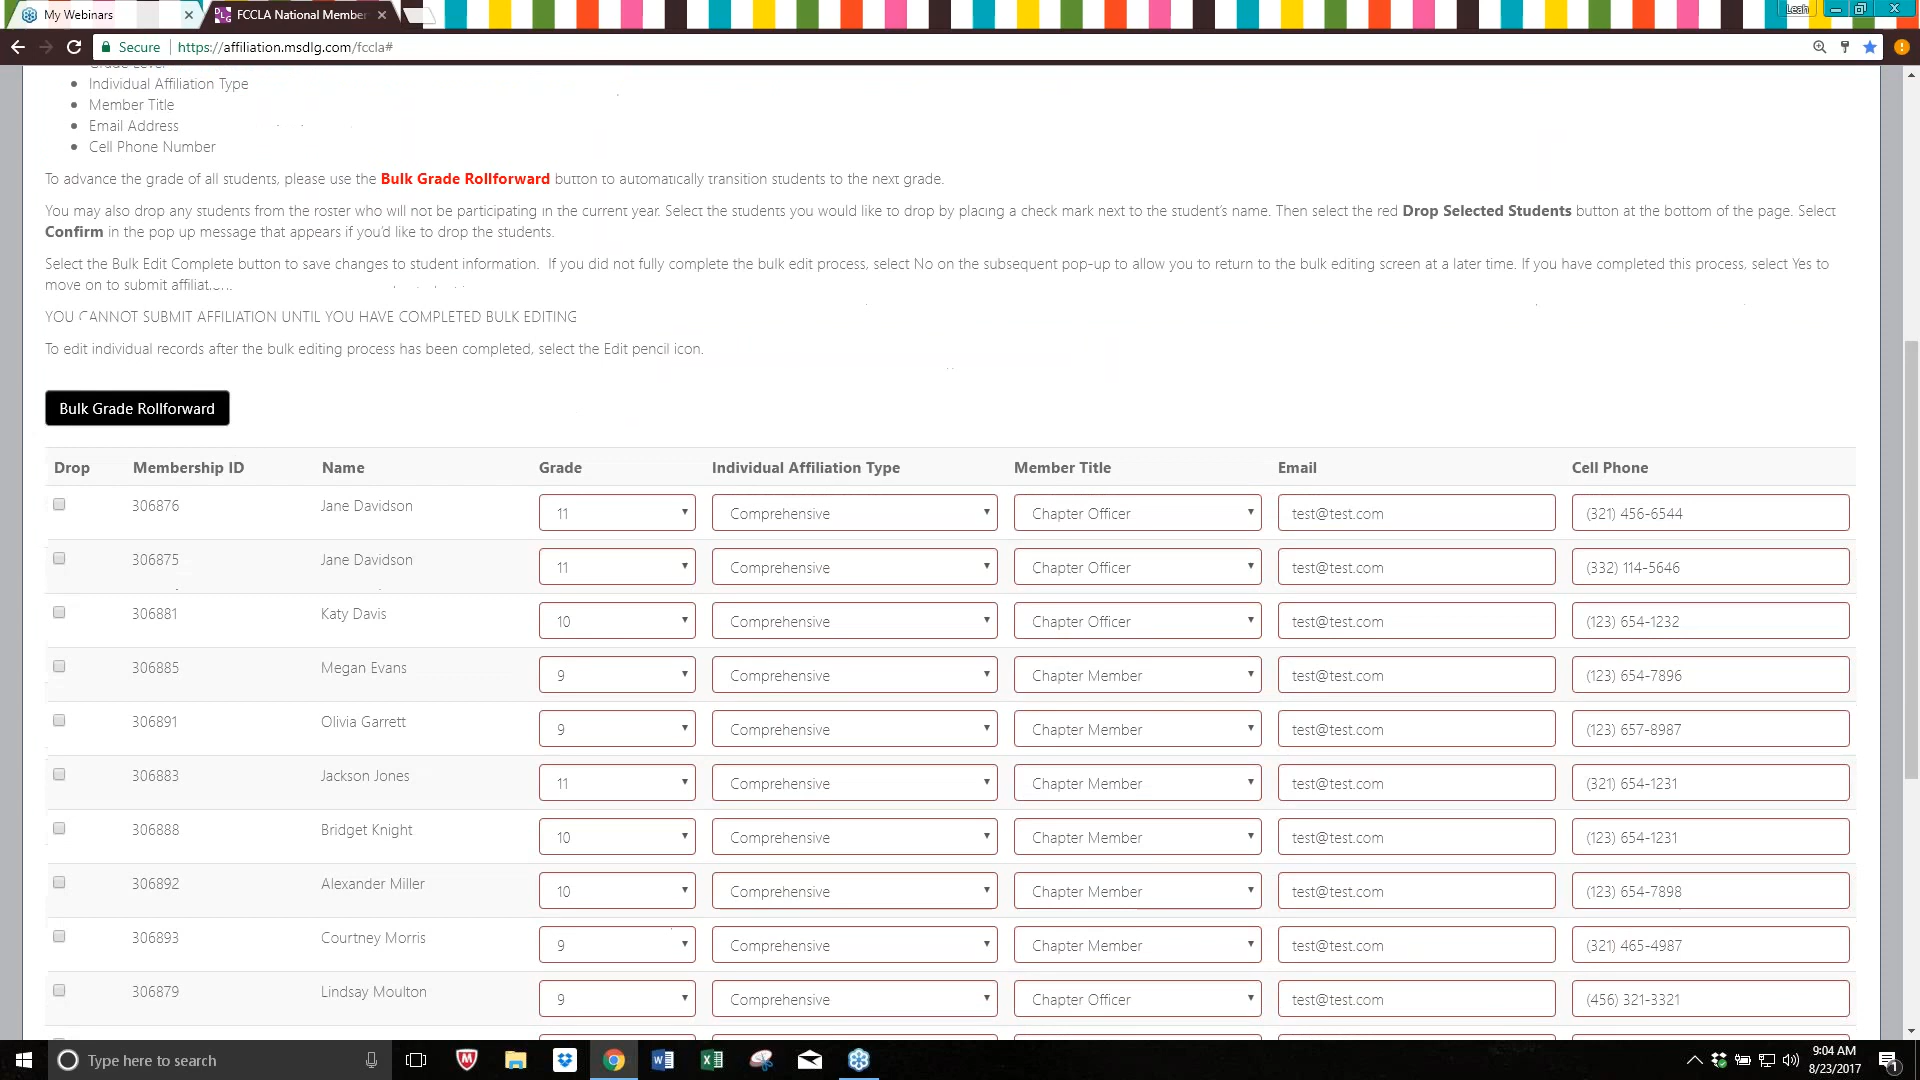 My Webinars
FCCLA National Member
Leah
Secure https://affiliation.msdlg.com/fccla#
Grade Level
Individual Affiliation Type
Member Title
Email Address
Cell Phone Number
To advance the grade of all students, please use the Bulk Grade Rollforward button to automatically transition students to the next grade.
You may also drop any students from the roster who will not be participating in the current year. Select the students you would like to drop by placing a check mark next to the student's name. Then select the red Drop Selected Students button at the bottom of the page. Select
Confirm in the pop up message that appears if you'd like to drop the students.
Select the Bulk Edit Complete button to save changes to student information. If you did not fully complete the bulk edit process, select No on the subsequent pop-up to allow you to return to the bulk editing screen at a later time. If you have completed this process, select Yes to
move on to submit affiliation.
YOU CANNOT SUBMIT AFFILIATION UNTIL YOU HAVE COMPLETED BULK EDITING
To edit individual records after the bulk editing process has been completed, select the Edit pencil icon.
Bulk Grade Rollforward
Drop Membership ID Name Grade Individual Affiliation Type Member Title Email Cell Phone
306876 Jane Davidson 11 Comprehensive Chapter Officer test@test.com (321) 456-6544
306875 Jane Davidson 11 Comprehensive Chapter Officer test@test.com (332) 114-5646
306881 Katy Davis 10 Comprehensive Chapter Officer test@test.com (123) 654-1232
306885 Megan Evans 9 Comprehensive Chapter Member test@test.com (123) 654-7896
306891 Olivia Garrett 9 Comprehensive Chapter Member test@test.com (123) 657-8987
306883 Jackson Jones 11 Comprehensive Chapter Member test@test.com (321) 654-1231
306888 Bridget Knight 10 Comprehensive Chapter Member test@test.com (123) 654-1231
306892 Alexander Miller 10 Comprehensive Chapter Member test@test.com (123) 654-7898
306893 Courtney Morris 9 Comprehensive Chapter Member test@test.com (321) 465-4987
306879 Lindsay Moulton 9 Comprehensive Chapter Officer test@test.com (456) 321-3321
Type here to search
9:04 AM
8/23/2017
1